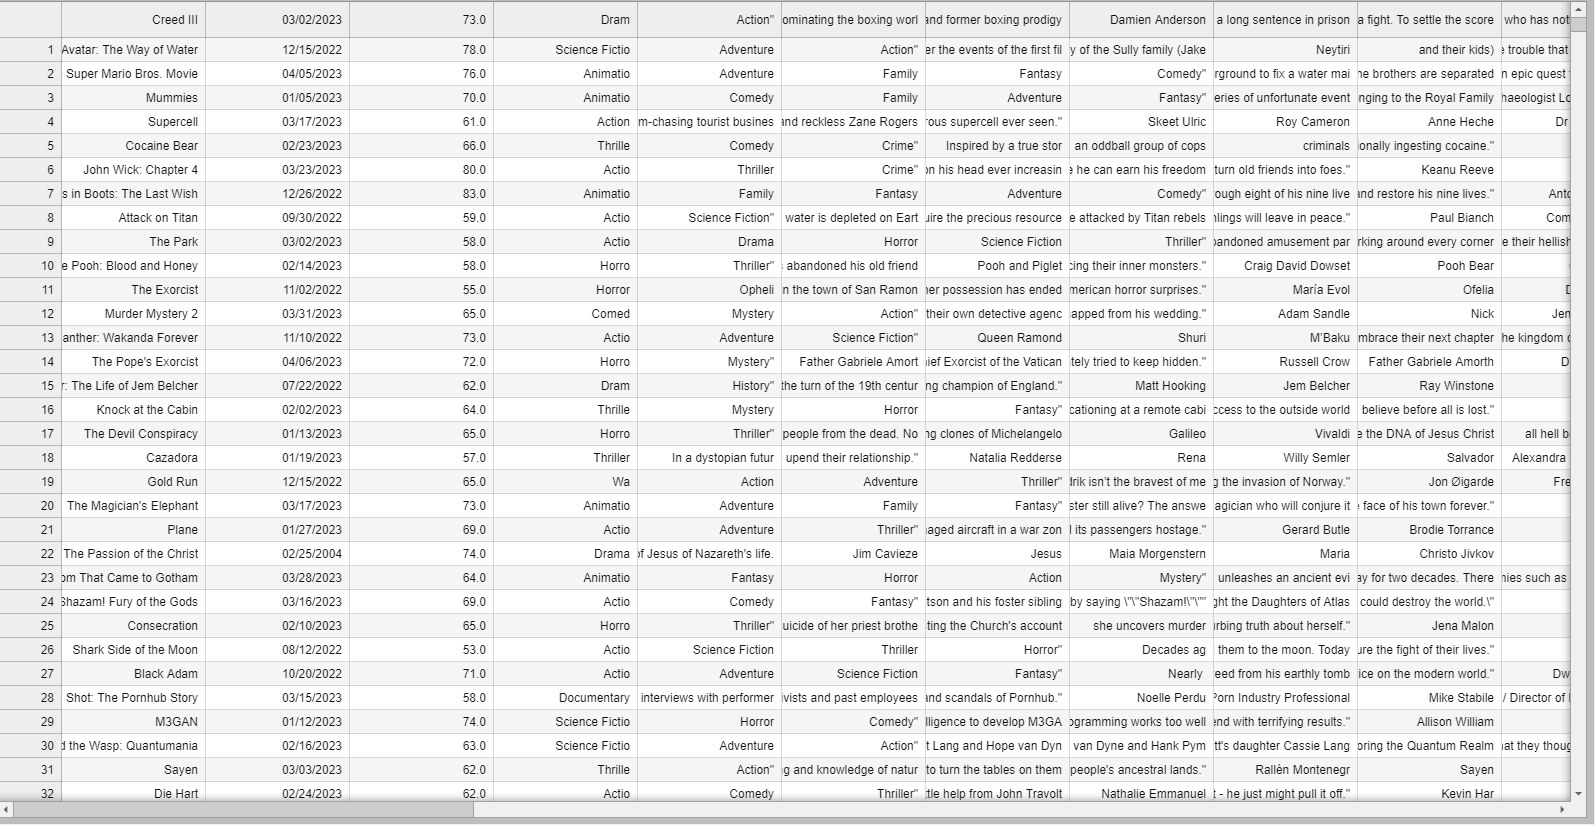 Creed III 03/02/2023 73.0 Dram Action" ominating the boxing worl and former boxing prodigy Damien Anderson a long sentence in prison a fight. To settle the score who has not
1 Avatar: The Way of Water 12/15/2022 78.0 Science Fictio Adventure Action" er the events of the first fil y of the Sully family (Jake Neytiri and their kids) trouble that
2 Super Mario Bros. Movie 04/05/2023 76.0 Animatio Adventure Family Fantasy Comedy" rground to fix a water mai he brothers are separated n epic quest
3 Mummies 01/05/2023 70.0 Animatio Comedy Family Adventure Fantasy" eries of unfortunate event nging to the Royal Family haeologist Lo
4 Supercell 03/17/2023 61.0 Action m-chasing tourist busines and reckless Zane Rogers rous supercell ever seen." Skeet Ulric Roy Cameron Anne Heche Dr
5 Cocaine Bear 02/23/2023 66.0 Thrille Comedy Crime" Inspired by a true stor an oddball group of cops criminals onally ingesting cocaine."
6 John Wick: Chapter 4 03/23/2023 80.0 Actio Thriller Crime" on his head ever increasin e he can earn his freedom turn old friends into foes." Keanu Reeve
7 s in Boots: The Last Wish 12/26/2022 83.0 Animatio Family Fantasy Adventure Comedy" ough eight of his nine live and restore his nine lives." Anto
8 Attack on Titan 09/30/2022 59.0 Actio Science Fiction" water is depleted on Eart uire the precious resource e attacked by Titan rebels nlings will leave in peace." Paul Bianch Com
9 The Park 03/02/2023 58.0 Actio Drama Horror Science Fiction Thriller" bandoned amusement par rking around every corner e their hellish
10 e Pooh: Blood and Honey 02/14/2023 58.0 Horro Thriller" abandoned his old friend Pooh and Piglet cing their inner monsters." Craig David Dowset Pooh Bear
11 The Exorcist 11/02/2022 55.0 Horror Opheli n the town of San Ramon her possession has ended merican horror surprises." María Evol Ofelia D
12 Murder Mystery 2 03/31/2023 65.0 Comed Mystery Action" their own detective agenc apped from his wedding." Adam Sandle Nick Jen
13 anther: Wakanda Forever 11/10/2022 73.0 Actio Adventure Science Fiction" Queen Ramond Shuri M'Baku mbrace their next chapter he kingdom o
14 The Pope's Exorcist 04/06/2023 72.0 Horro Mystery" Father Gabriele Amort ief Exorcist of the Vatican tely tried to keep hidden." Russell Crow Father Gabriele Amorth D
15 r: The Life of Jem Belcher 07/22/2022 62.0 Dram History" the turn of the 19th centur ng champion of England." Matt Hooking Jem Belcher Ray Winstone
16 Knock at the Cabin 02/02/2023 64.0 Thrille Mystery Horror Fantasy" cationing at a remote cabi ccess to the outside world believe before all is lost."
17 The Devil Conspiracy 01/13/2023 65.0 Horro Thriller" people from the dead. No ng clones of Michelangelo Galileo Vivaldi e the DNA of Jesus Christ all hell b
18 Cazadora 01/19/2023 57.0 Thriller In a dystopian futur upend their relationship." Natalia Redderse Rena Willy Semler Salvador Alexandra
19 Gold Run 12/15/2022 65.0 Wa Action Adventure Thriller" drik isn't the bravest of me g the invasion of Norway." Jon Øigarde Fre
20 The Magician's Elephant 03/17/2023 73.0 Animatio Adventure Family Fantasy" ster still alive? The answe agician who will conjure it face of his town forever."
21 Plane 01/27/2023 69.0 Actio Adventure Thriller" naged aircraft in a war zon its passengers hostage." Gerard Butle Brodie Torrance
22 The Passion of the Christ 02/25/2004 74.0 Drama of Jesus of Nazareth's life. Jim Cavieze Jesus Maia Morgenstern Maria Christo Jivkov
23 om That Came to Gotham 03/28/2023 64.0 Animatio Fantasy Horror Action Mystery" unleashes an ancient evi ay for two decades. There nies such as
24 Shazam! Fury of the Gods 03/16/2023 69.0 Actio Comedy Fantasy" tson and his foster sibling by saying \"\"Shazam!\"\"" ght the Daughters of Atlas could destroy the world.\"
25 Consecration 02/10/2023 65.0 Horro Thriller" uicide of her priest brothe ting the Church's account she uncovers murder rbing truth about herself." Jena Malon
26 Shark Side of the Moon 08/12/2022 53.0 Actio Science Fiction Thriller Horror" Decades ag them to the moon. Today ure the fight of their lives."
27 Black Adam 10/20/2022 71.0 Actio Adventure Science Fiction Fantasy" Nearly reed from his earthly tomb ice on the modern world." Dw
28 Shot: The Pornhub Story 03/15/2023 58.0 Documentary interviews with performer ivists and past employees and scandals of Pornhub." Noelle Perdu Porn Industry Professional Mike Stabile / Director of
29 M3GAN 01/12/2023 74.0 Science Fictio Horror Comedy" lligence to develop M3GA ogramming works too well end with terrifying results." Allison William
30 d the Wasp: Quantumania 02/16/2023 63.0 Science Fictio Adventure Action" t Lang and Hope van Dyn van Dyne and Hank Pym tt's daughter Cassie Lang oring the Quantum Realm at they thoug
31 Sayen 03/03/2023 62.0 Thrille Action" g and knowledge of natur to turn the tables on them people's ancestral lands." Rallén Montenegr Sayen
32 Die Hart 02/24/2023 62.0 Actio Comedy Thriller" tle help from John Travolt Nathalie Emmanuel t - he just might pull it off." Kevin Har